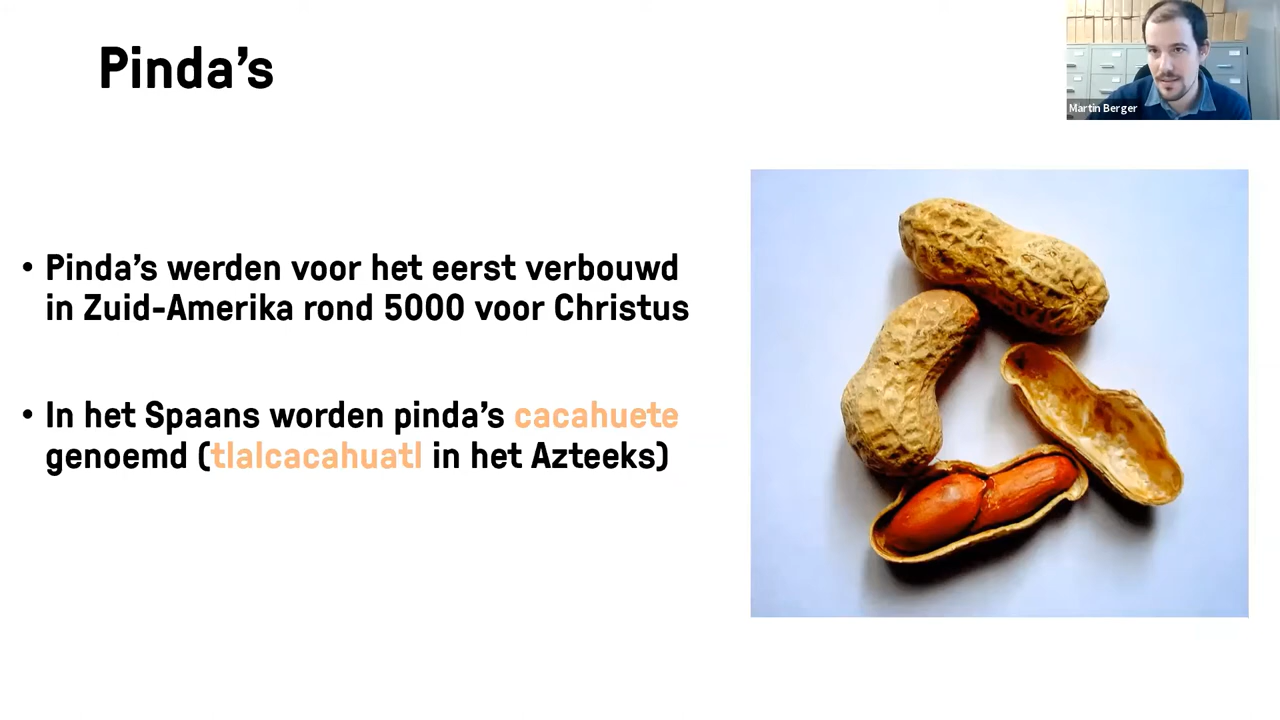 Pinda’s
Martin Berger
• Pinda’s werden voor het eerst verbouwd
in Zuid-Amerika rond 5000 voor Christus
• In het Spaans worden pinda’s cacahuete
genoemd (tlalcacahuatl in het Azteeks)